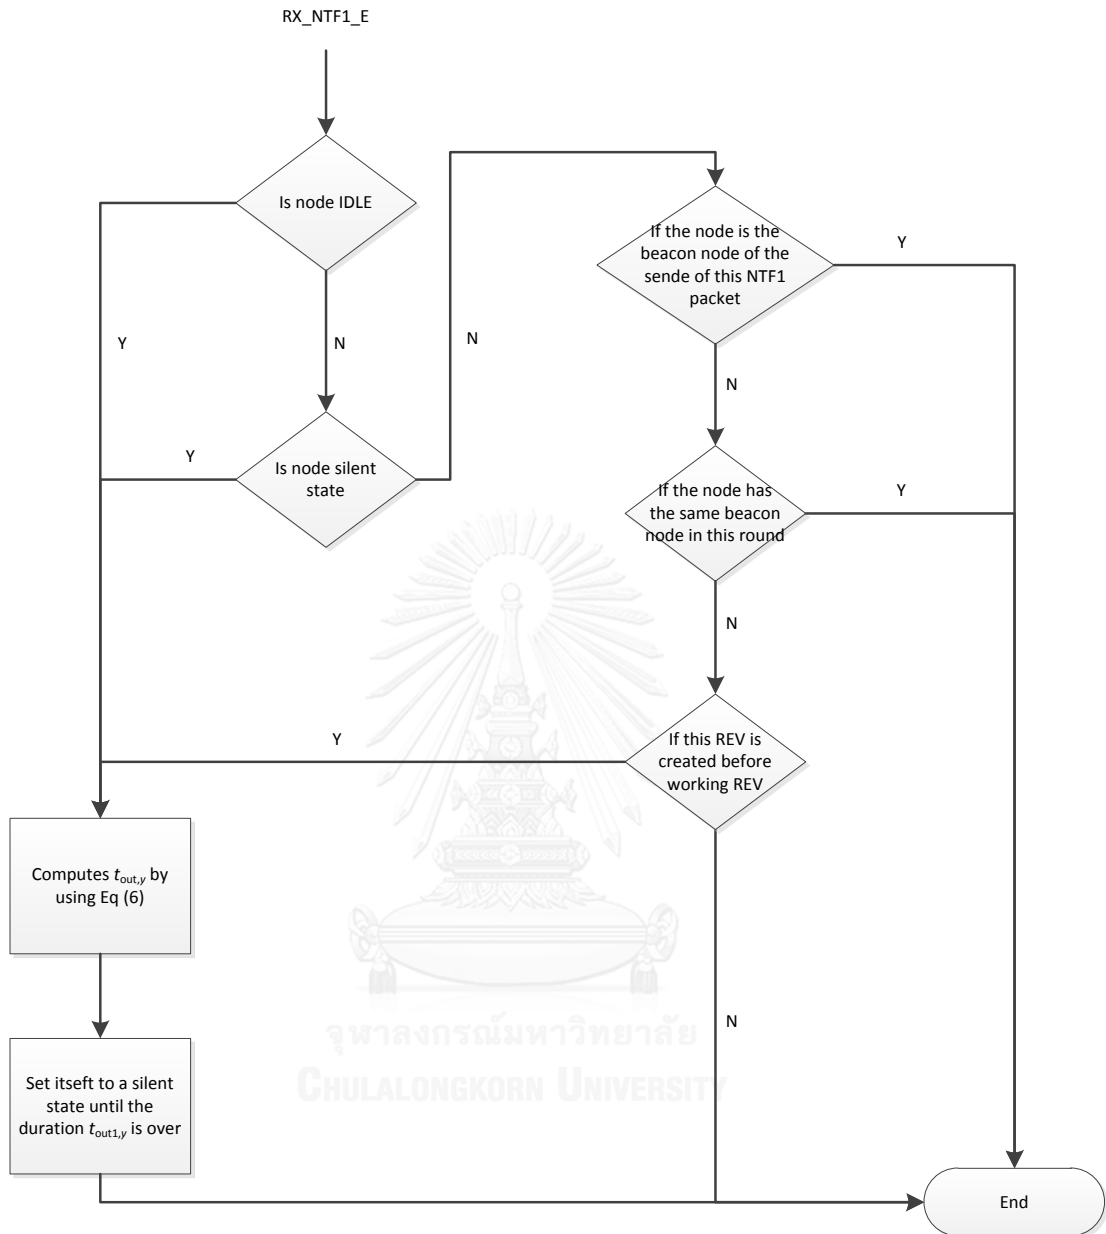 RX_NTF1_E
Is node IDLE
Y
N
Is node silent
state
Y
N
If the node is the
beacon node of the
sende of this NTF1
packet
Y
N
If the node has
the same beacon
node in this round
Y
N
If this REV is
created before
working REV
Y
N
Computes t_out,y by
using Eq (6)
Set itseft to a silent
state until the
duration t_out1,y is over
End
จุฬาลงกรณ์มหาวิทยาลัย
CHULALONGKORN UNIVERSITY